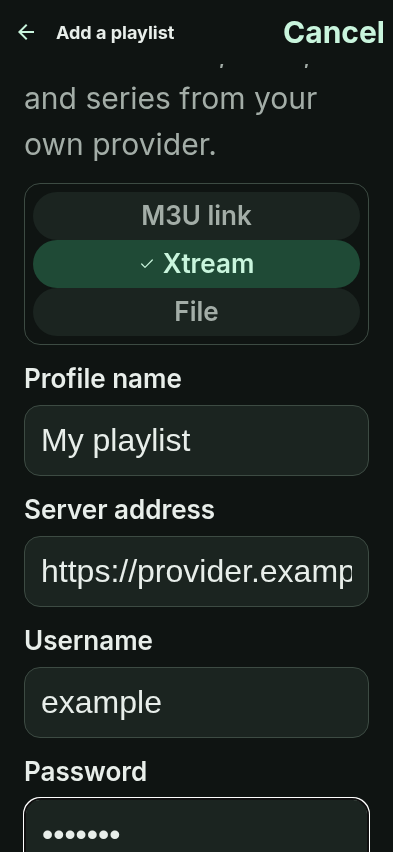 Add a playlist
Cancel
and series from your
own provider.
M3U link
✓ Xtream
File
Profile name
My playlist
Server address
https://provider.examp
Username
example
Password
•••••••